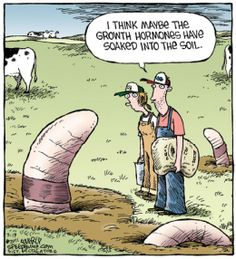 I THINK MAYBE THE
GROWTH HORMONES HAVE
SOAKED INTO THE SOIL.